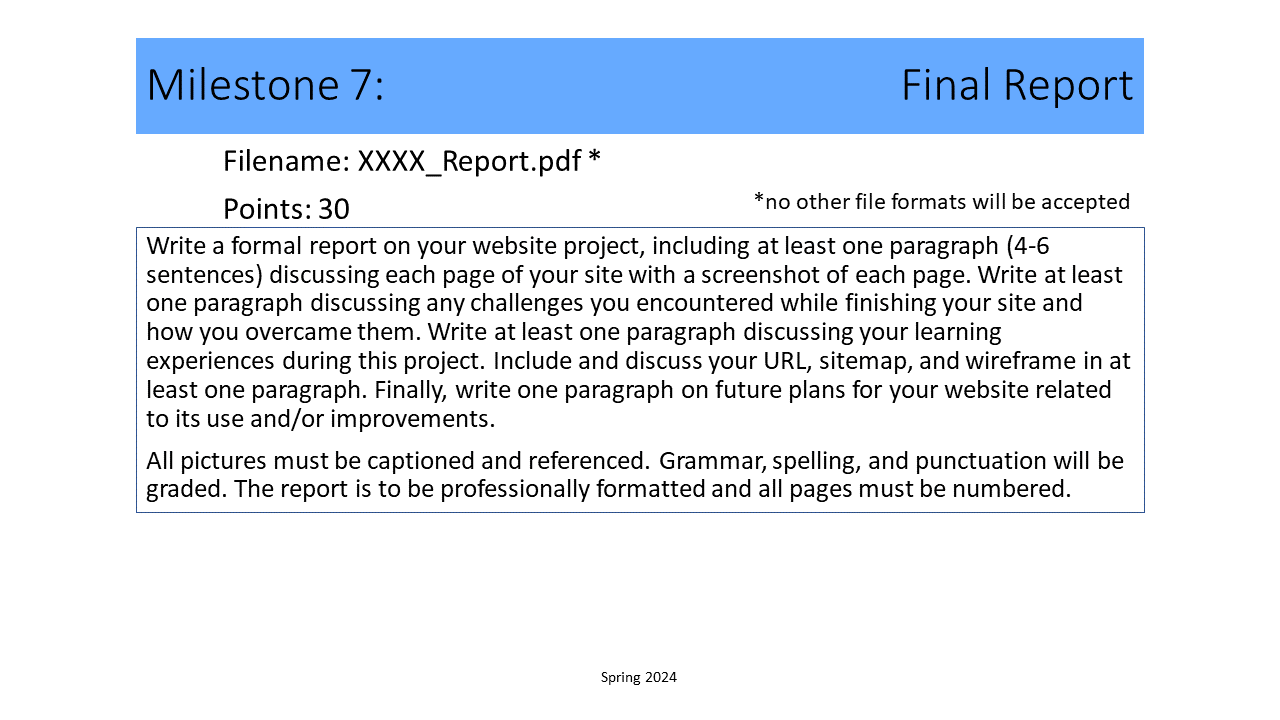 Milestone 7: Final Report
Filename: XXXX_Report.pdf *
Points: 30
*no other file formats will be accepted
Write a formal report on your website project, including at least one paragraph (4-6
sentences) discussing each page of your site with a screenshot of each page. Write at least
one paragraph discussing any challenges you encountered while finishing your site and
how you overcame them. Write at least one paragraph discussing your learning
experiences during this project. Include and discuss your URL, sitemap, and wireframe in at
least one paragraph. Finally, write one paragraph on future plans for your website related
to its use and/or improvements.
All pictures must be captioned and referenced. Grammar, spelling, and punctuation will be
graded. The report is to be professionally formatted and all pages must be numbered.
Spring 2024